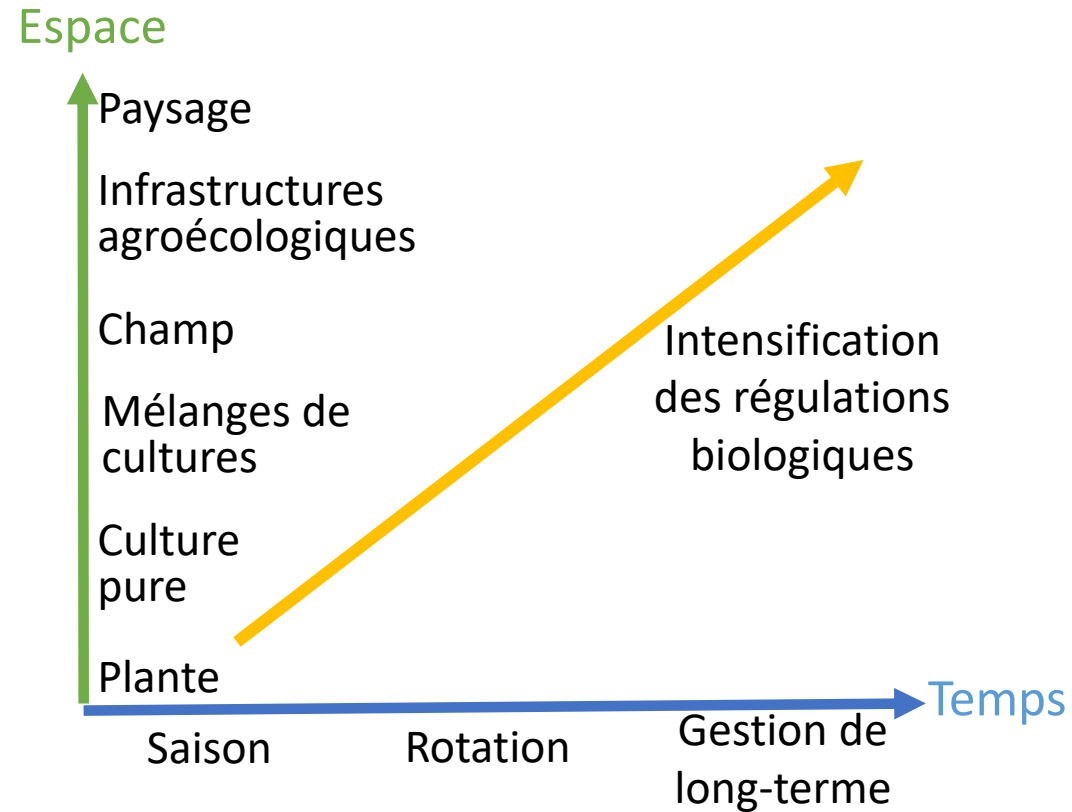 Espace
Paysage
Infrastructures
agroécologiques
Champ
Mélanges de
cultures
Culture
pure
Plante
Intensification
des régulations
biologiques
Temps
Saison
Rotation
Gestion de
long-terme